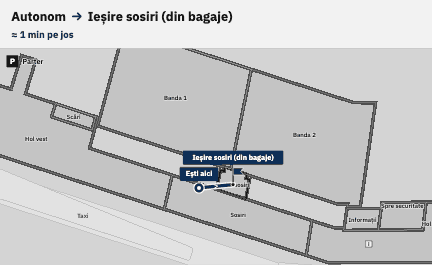 Autonom → Ieșire sosiri (din bagaje)
≈ 1 min pe jos
P Parter
Banda 1
Scări
Banda 2
Hol vest
Ieșire sosiri (din bagaje)
Ești aici
Spre securitate
Informații
Taxi
Sosiri
i